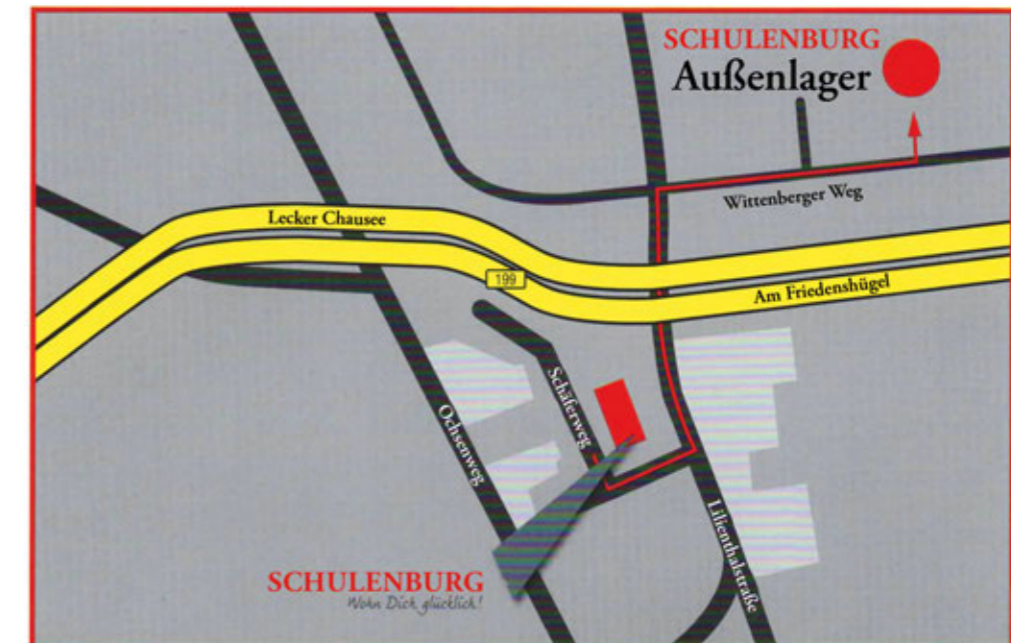 SCHULENBURG
Außenlager
Wittenberger Weg
Lecker Chausee
199
Am Friedenshügel
Schäferweg
Ochsenweg
Lilienthalstraße
SCHULENBURG
Wohn Dich glücklich!